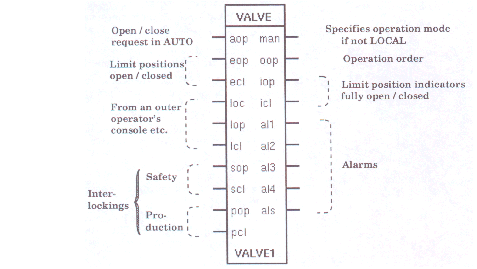 VALVE
Open / close
request in AUTO
aop man
Specifies operation mode
if not LOCAL
Limit positions
open / closed
eop oop
Operation order
ecl iop
Limit position indicators
fully open / closed
From an outer
operator's
console etc.
loc icl
lop al1
lcl al2
Alarms
Inter-
lockings
Safety
sop al3
scl al4
Pro-
duction
pop als
pcl
VALVE1